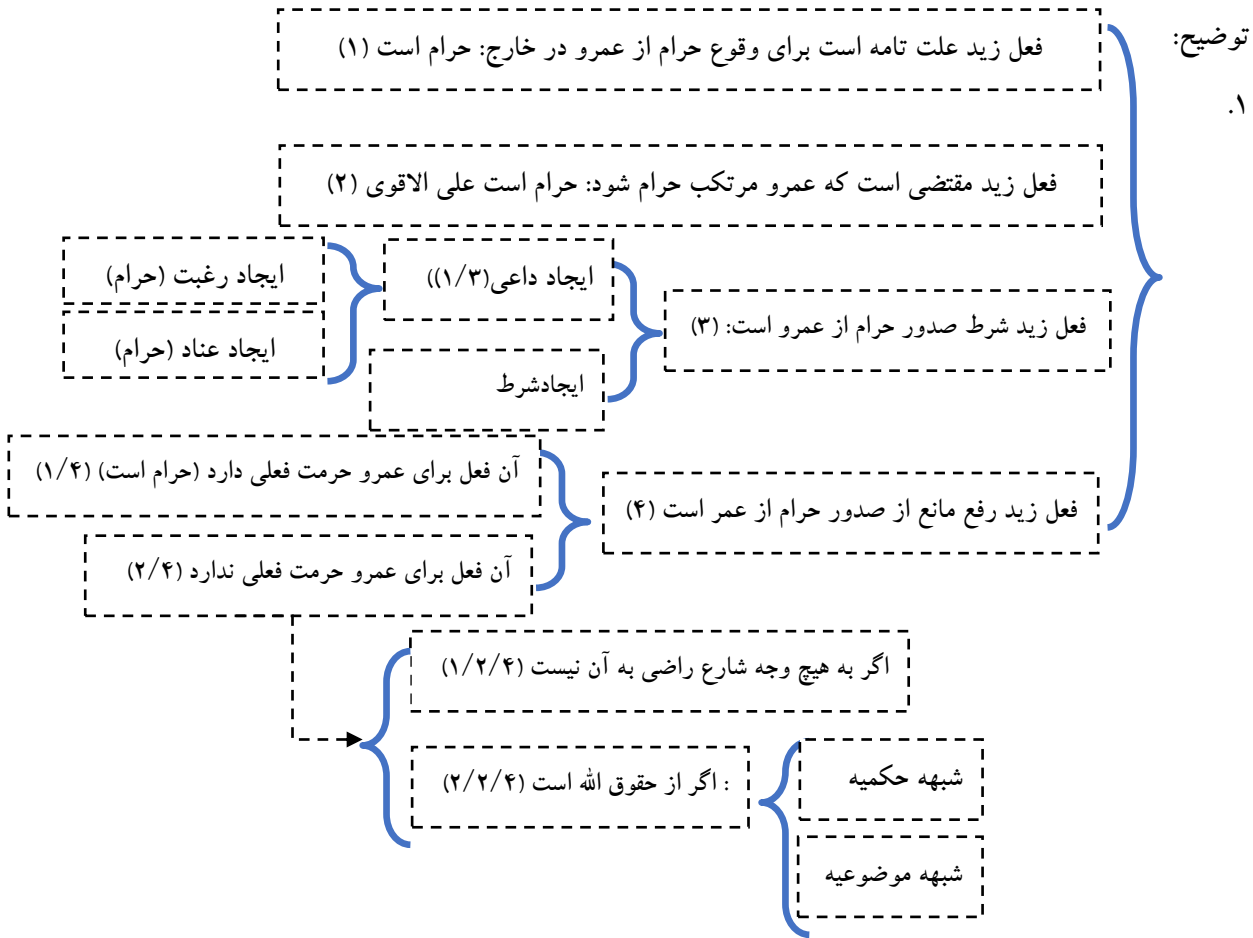 توضیح:
۱.
فعل زید علت تامه است برای وقوع حرام از عمرو در خارج: حرام است (۱)
فعل زید مقتضی است که عمرو مرتکب حرام شود: حرام است علی الاقوی (۲)
فعل زید شرط صدور حرام از عمرو است: (۳)
ایجاد داعی(۱/۳))
ایجاد رغبت (حرام)
ایجاد عناد (حرام)
ایجادشرط
فعل زید رفع مانع از صدور حرام از عمر است (۴)
آن فعل برای عمرو حرمت فعلی دارد (حرام است) (۱/۴)
آن فعل برای عمرو حرمت فعلی ندارد (۲/۴)
اگر به هیچ وجه شارع راضی به آن نیست (۱/۲/۴)
: اگر از حقوق الله است (۲/۲/۴)
شبهه حکمیه
شبهه موضوعیه